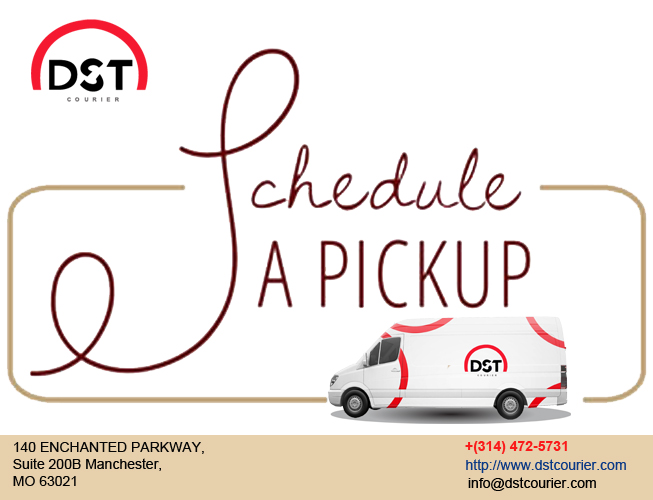 DST
COURIER
Schedule
A PICKUP
DST
COURIER
140 ENCHANTED PARKWAY,
Suite 200B Manchester,
MO 63021
+(314) 472-5731
http://www.dstcourier.com
info@dstcourier.com